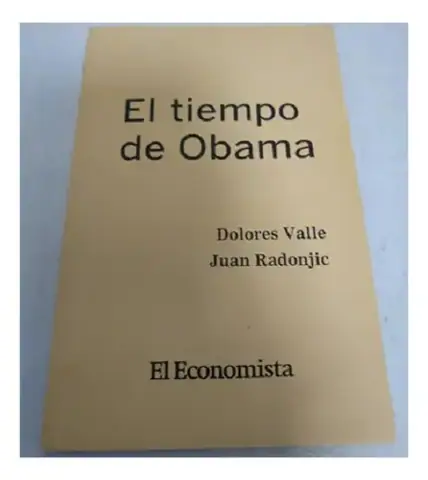 El tiempo
de Obama
Dolores Valle
Juan Radonjic
El Economista